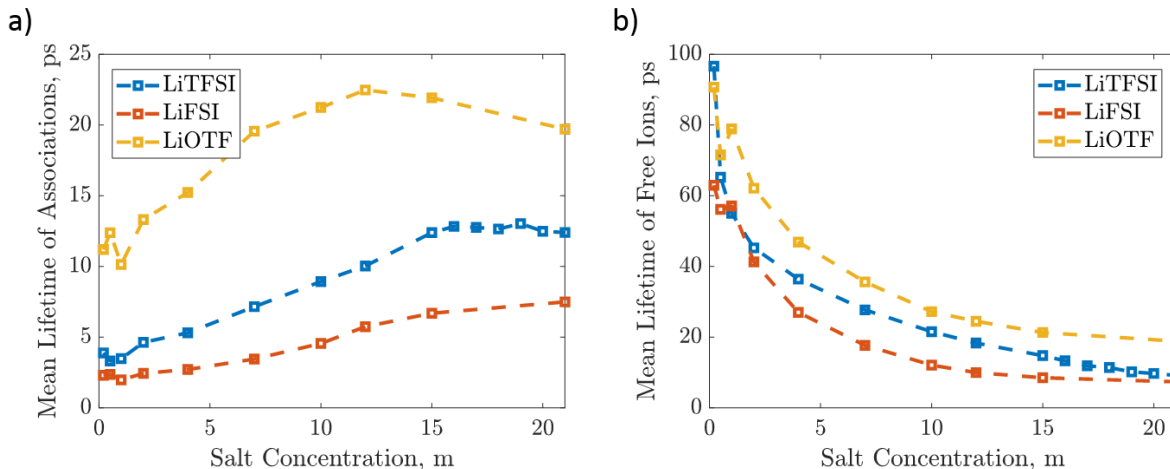 a)
Mean Lifetime of Associations, ps
25
20
15
10
5
0
0 5 10 15 20
Salt Concentration, m
LiTFSI
LiFSI
LiOTF
b)
Mean Lifetime of Free Ions, ps
100
80
60
40
20
0
0 5 10 15 20
Salt Concentration, m
LiTFSI
LiFSI
LiOTF